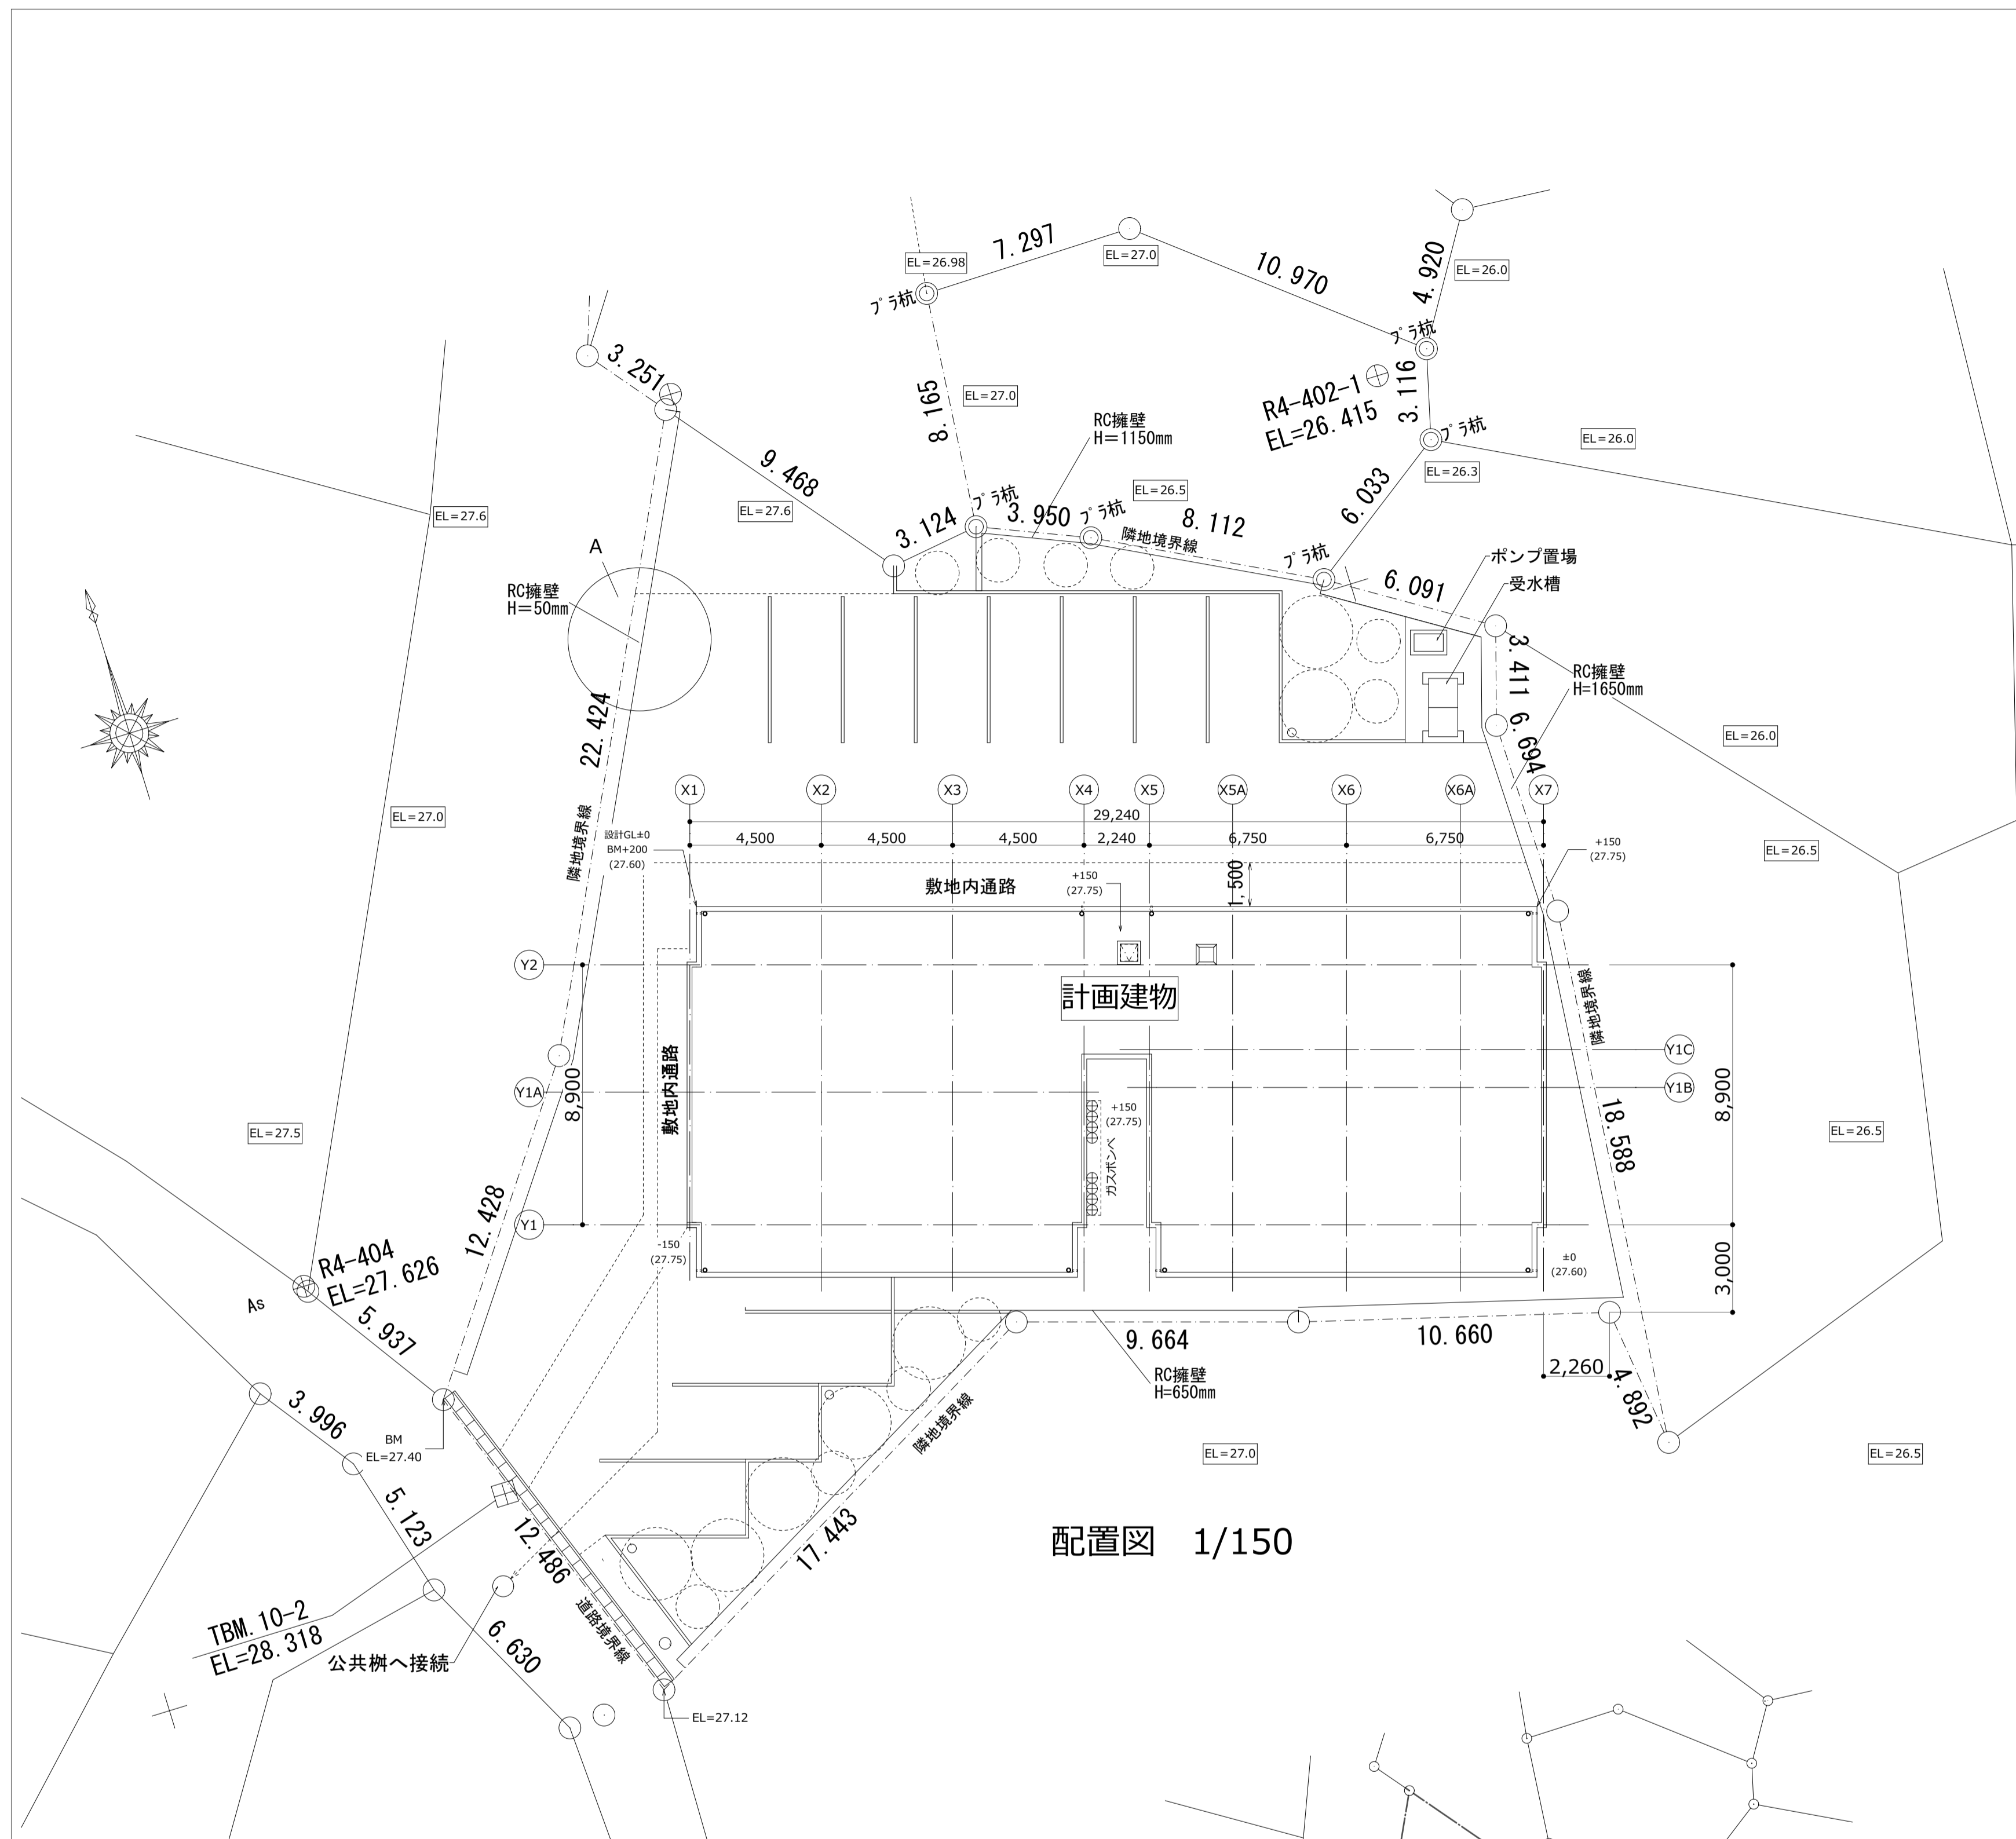 7.297
EL=26.98
EL=27.0
10.970
4.920
EL=26.0
プラ杭
プラ杭
3.251
8.165
EL=27.0
R4-402-1
EL=26.415
3.116
プラ杭
EL=26.0
EL=26.3
RC擁壁
H=1150mm
9.468
EL=27.6
EL=27.6
プラ杭
3.124
3.950
プラ杭
EL=26.5
8.112
隣地境界線
6.033
プラ杭
6.091
ポンプ置場
受水槽
A
RC擁壁
H=50mm
3.411
RC擁壁
H=1650mm
6.694
22.424
EL=26.0
隣地境界線
EL=27.0
X1
X2
X3
X4
X5
X5A
X6
X6A
X7
29,240
4,500
4,500
4,500
2,240
6,750
6,750
設計GL±0
BM+200
(27.60)
+150
(27.75)
EL=26.5
敷地内通路
+150
(27.75)
1,500
Y2
計画建物
隣地境界線
Y1C
Y1B
Y1A
8,900
敷地内通路
8,900
+150
(27.75)
ガスボンベ
18.588
EL=27.5
EL=26.5
12.428
Y1
-150
(27.75)
±0
(27.60)
3,000
R4-404
EL=27.626
As
5.937
9.664
10.660
RC擁壁
H=650mm
2,260
4.892
3.996
BM
EL=27.40
隣地境界線
EL=27.0
EL=26.5
5.123
12.486
17.443
配置図 1/150
道路境界線
TBM.10-2
EL=28.318
公共桝へ接続
6.630
EL=27.12